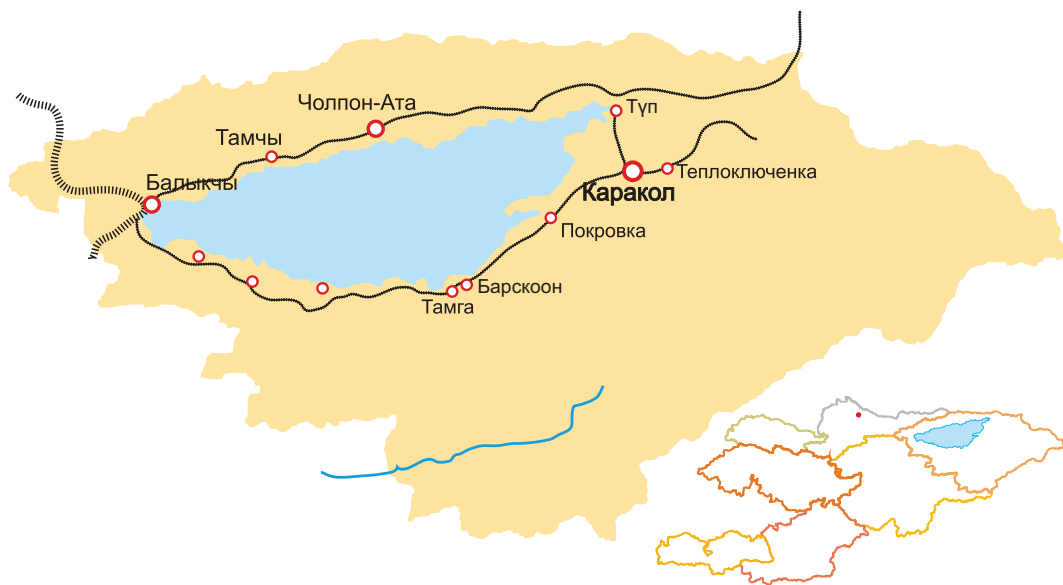 Чолпон-Ата
Түп
Тамчы
Теплоключенка
Балыкчы
Каракол
Покровка
Барскоон
Тамга